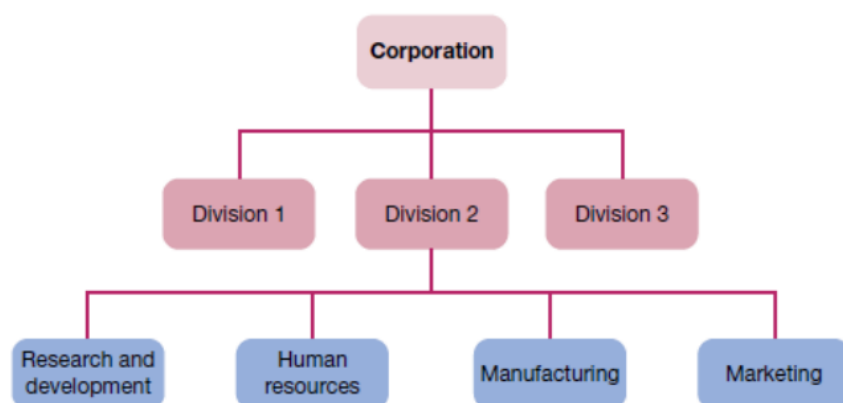 Corporation
Division 1
Division 2
Division 3
Research and
development
Human
resources
Manufacturing
Marketing